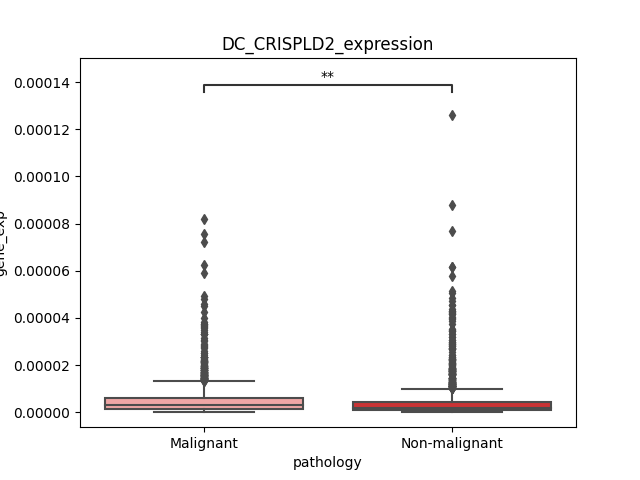 DC_CRISPLD2_expression
**
0.00014
0.00012
0.00010
0.00008
0.00006
0.00004
0.00002
0.00000
gene_exp
Malignant
Non-malignant
pathology